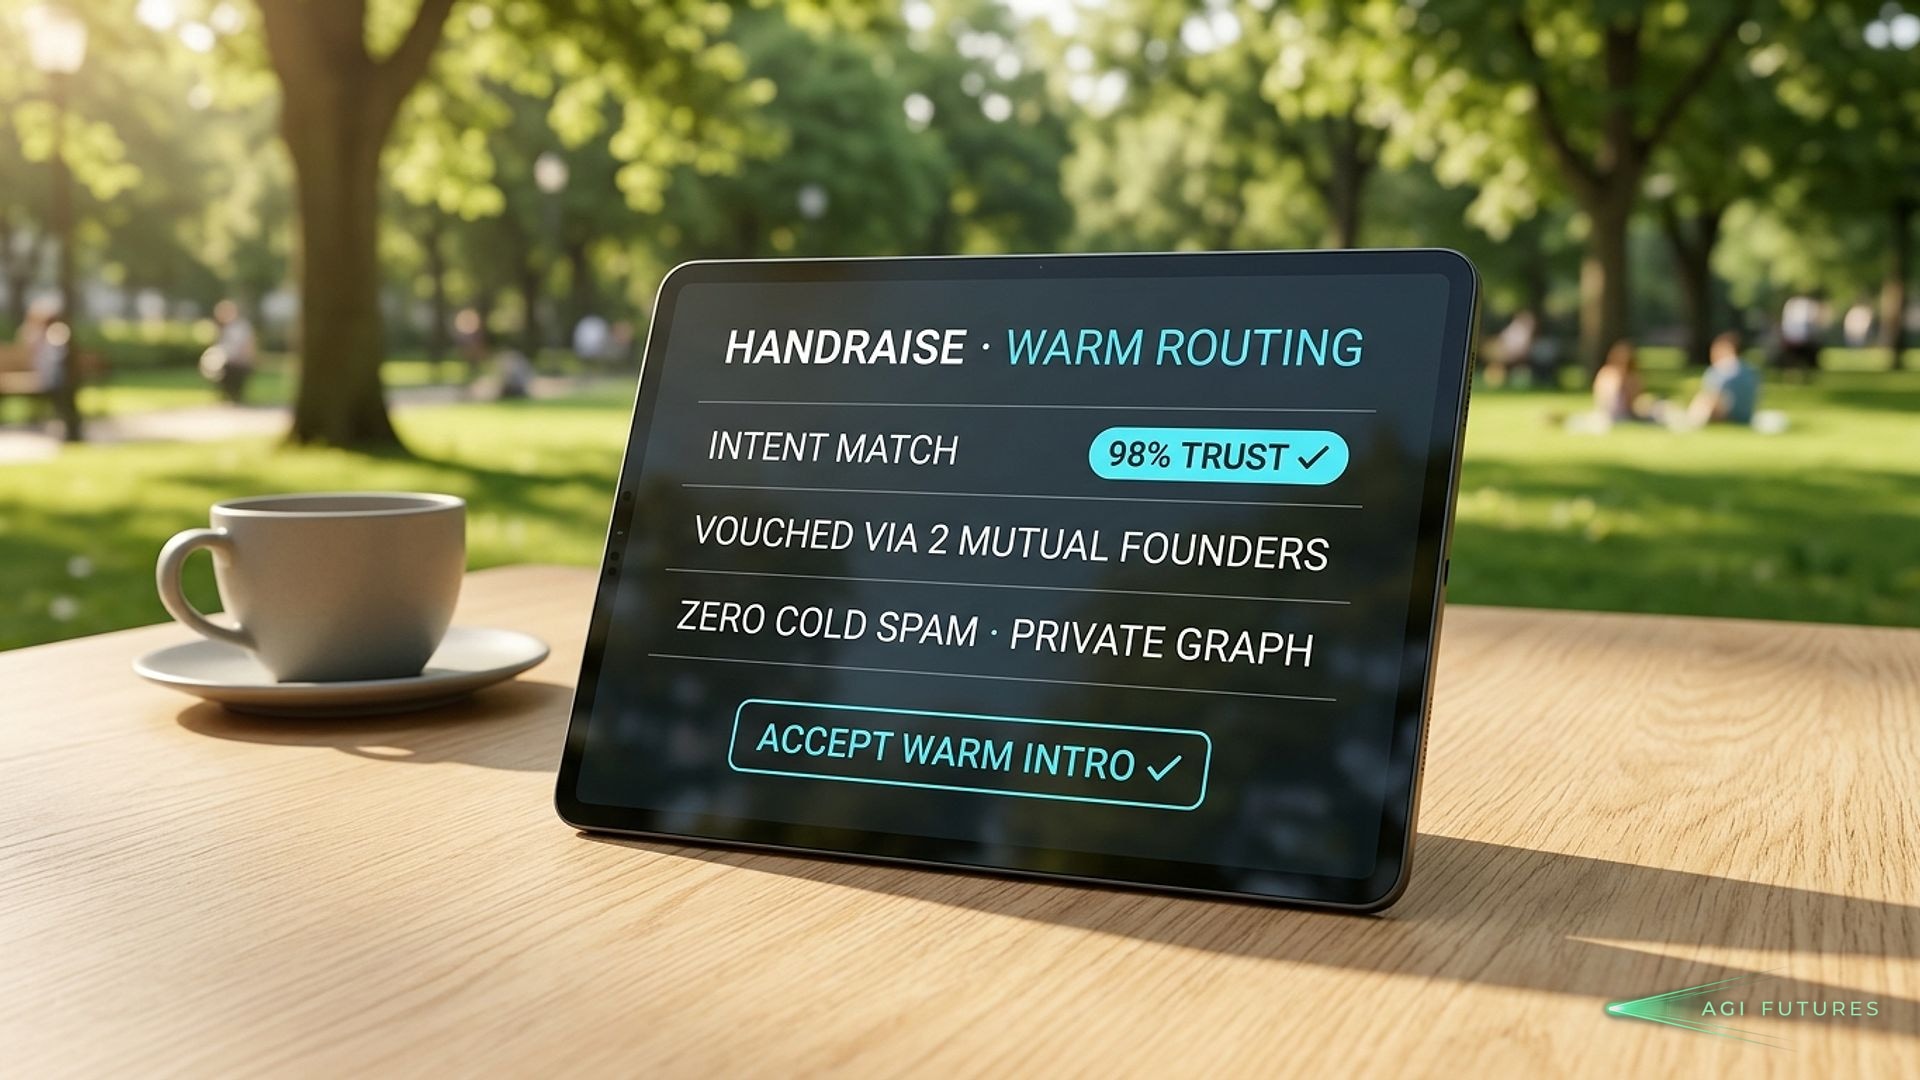 HANDRAISE · WARM ROUTING
INTENT MATCH
98% TRUST ✓
VOUCHED VIA 2 MUTUAL FOUNDERS
ZERO COLD SPAM · PRIVATE GRAPH
ACCEPT WARM INTRO ✓
AGI FUTURES